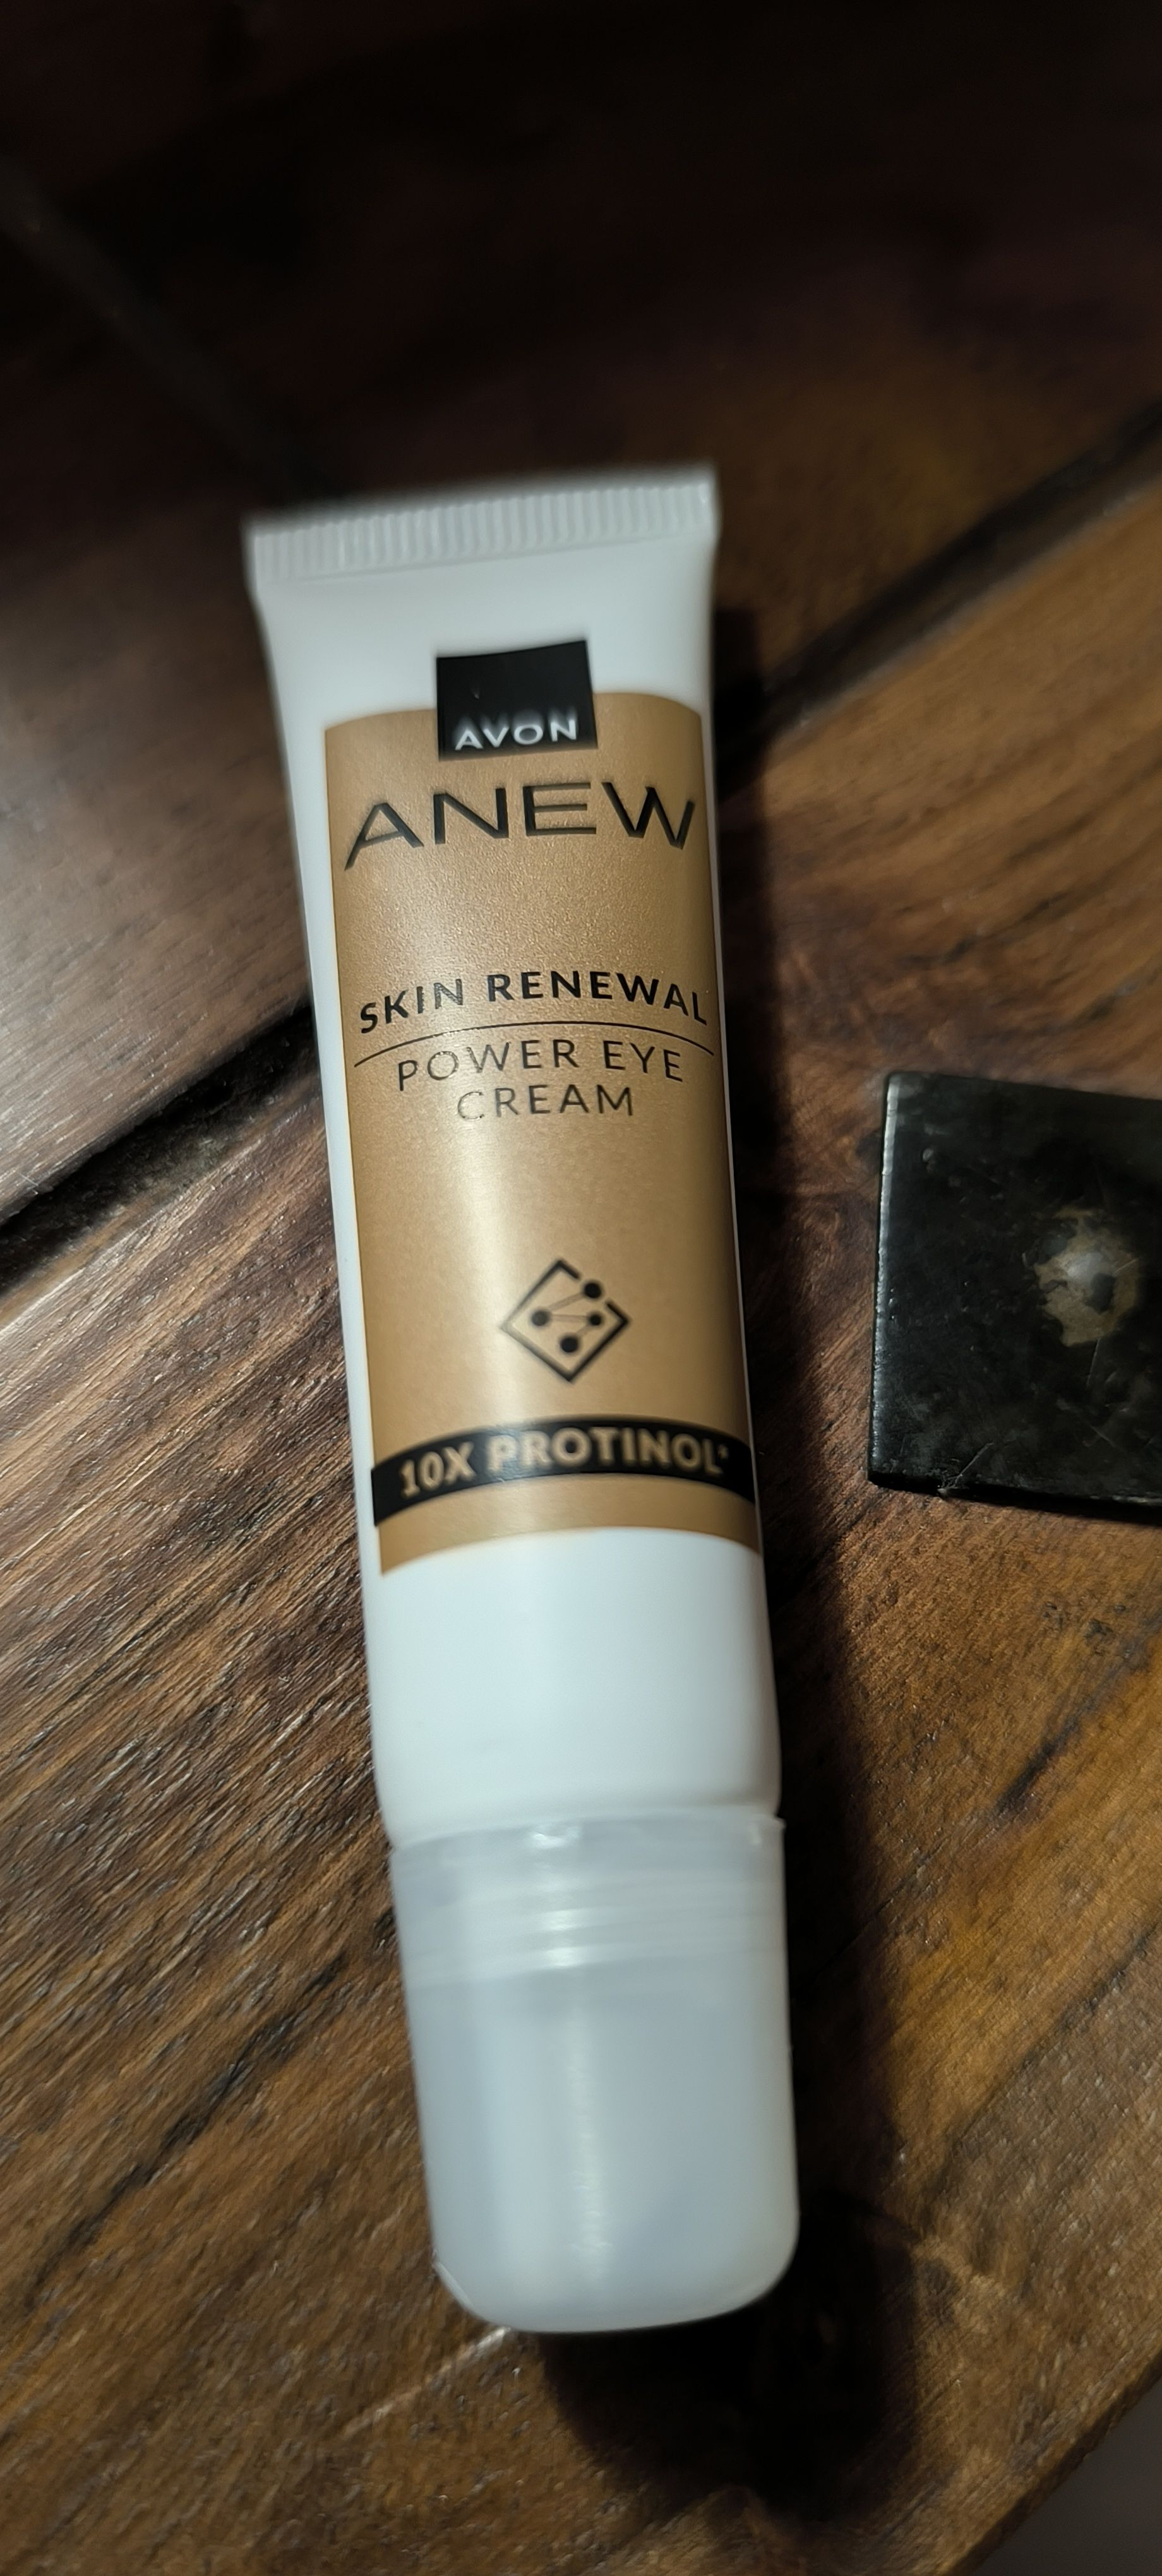 AVON
ANEW
SKIN RENEWAL
POWER EYE
CREAM
10X PROTINOL*